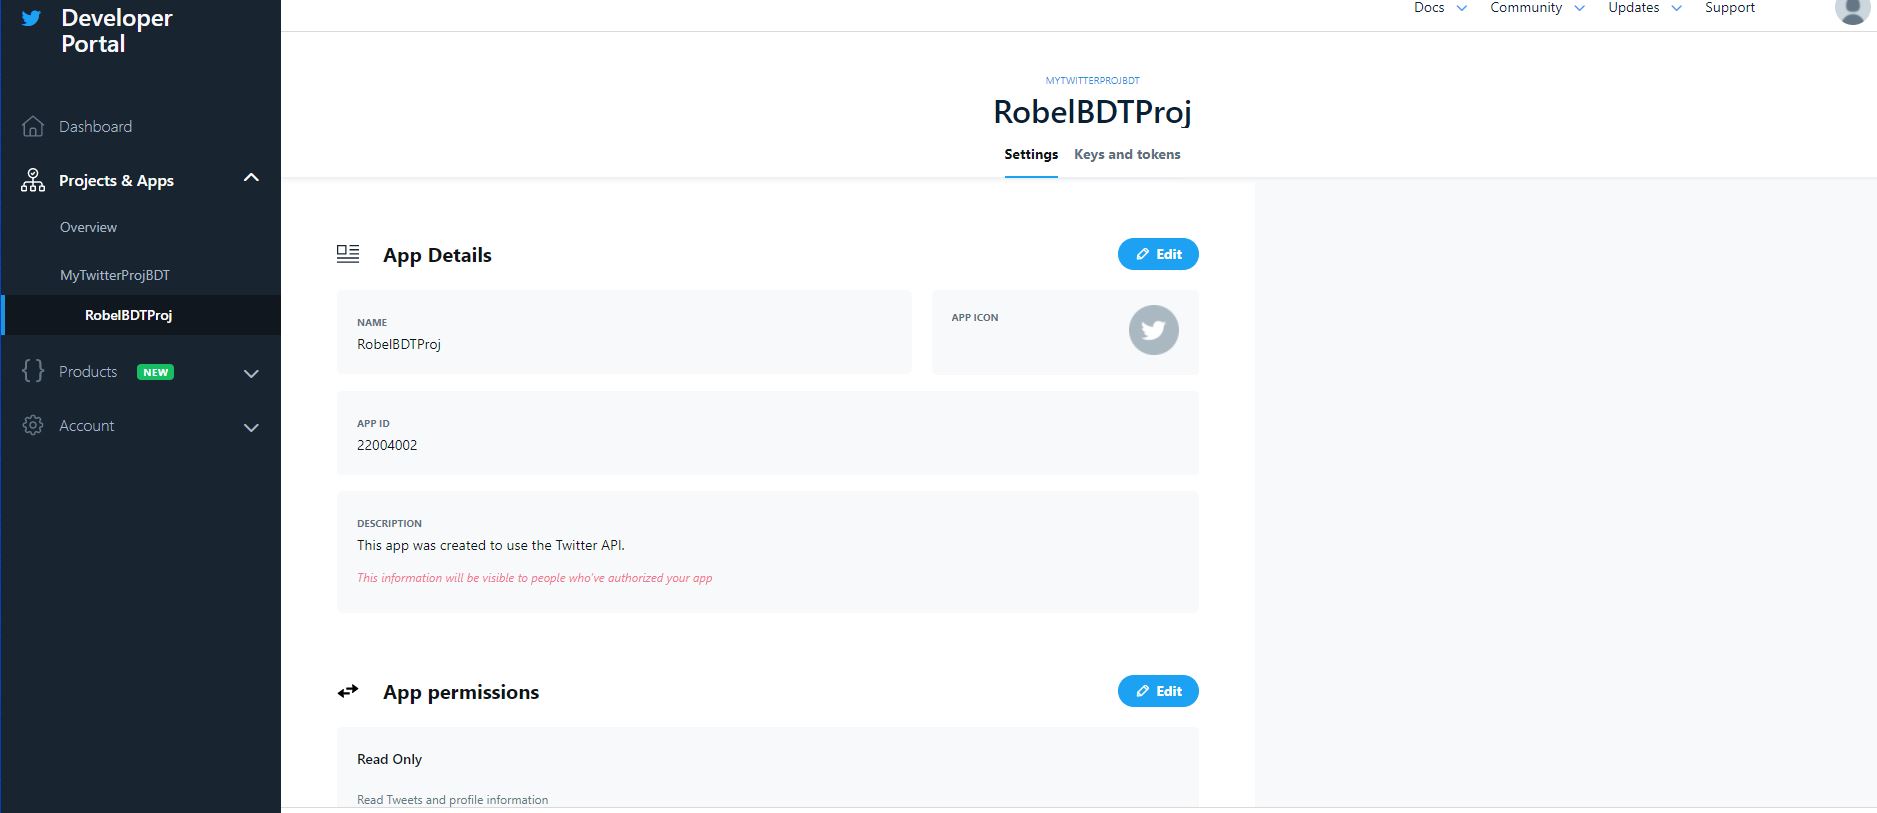 Developer
Portal
Docs
Community
Updates
Support
Dashboard
Projects & Apps
Overview
MyTwitterProjBDT
RobelBDTProj
Products NEW
Account
MYTWITTERPROJBDT
RobelBDTProj
Settings
Keys and tokens
App Details
Edit
NAME
RobelBDTProj
APP ICON
APP ID
22004002
DESCRIPTION
This app was created to use the Twitter API.
This information will be visible to people who've authorized your app
App permissions
Edit
Read Only
Read Tweets and profile information